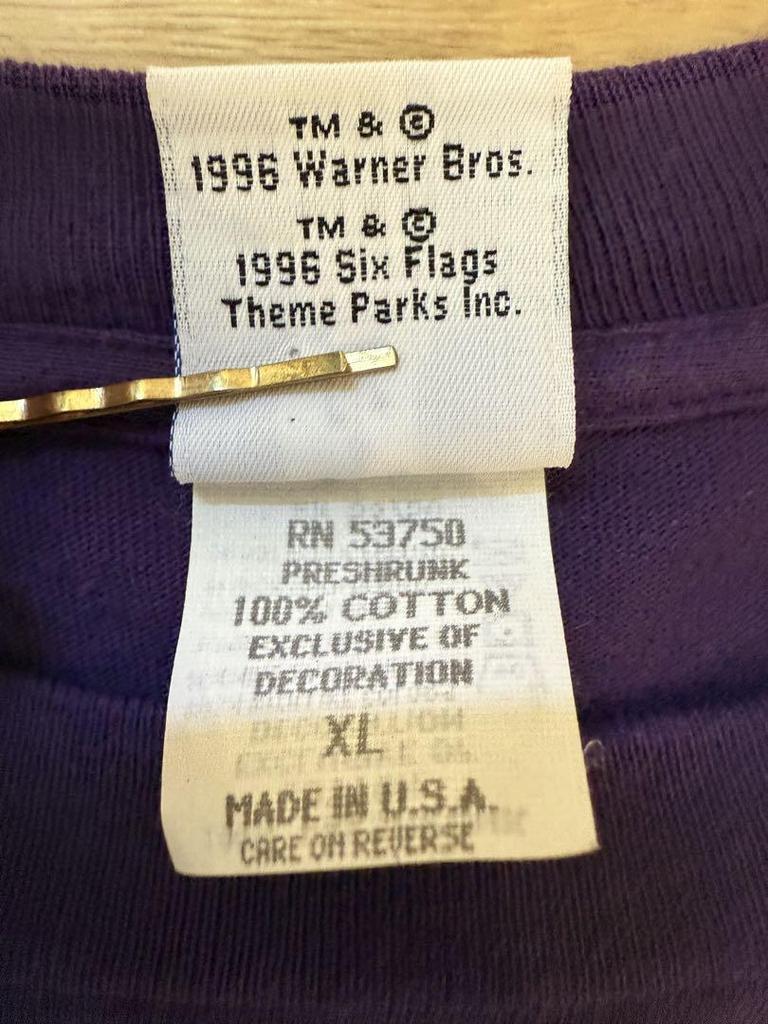 TM & ©
1996 Warner Bros.
TM & ©
1996 Six Flags
Theme Parks Inc.
RN 53750
PRESHRUNK
100% COTTON
EXCLUSIVE OF
DECORATION
XL
MADE IN U.S.A.
CARE ON REVERSE